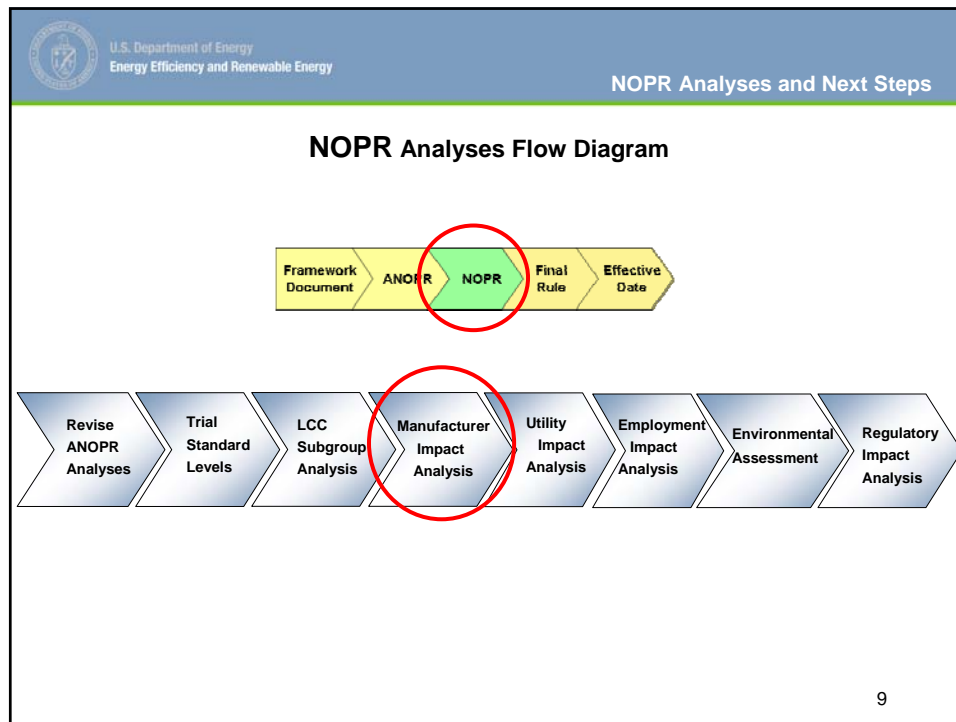 U.S. Department of Energy
Energy Efficiency and Renewable Energy
NOPR Analyses and Next Steps
NOPR Analyses Flow Diagram
Framework
Document
ANOPR
NOPR
Final
Rule
Effective
Date
Revise
ANOPR
Analyses
Trial
Standard
Levels
LCC
Subgroup
Analysis
Manufacturer
Impact
Analysis
Utility
Impact
Analysis
Employment
Impact
Analysis
Environmental
Assessment
Regulatory
Impact
Analysis
9